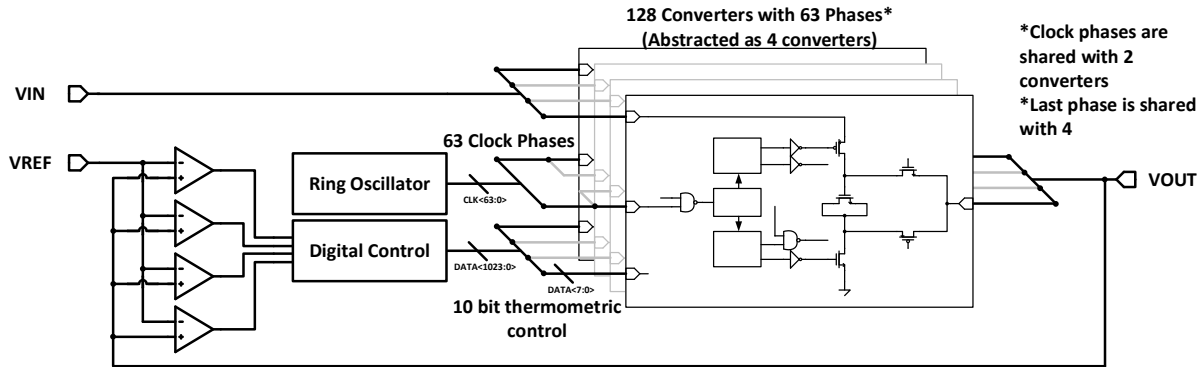 128 Converters with 63 Phases*
(Abstracted as 4 converters)
*Clock phases are
shared with 2
converters
*Last phase is shared
with 4
VIN
VREF
63 Clock Phases
Ring Oscillator
CLK<63:0>
Digital Control
DATA<1023:0>
DATA<7:0>
10 bit thermometric
control
VOUT
-
+
-
+
-
+
-
+